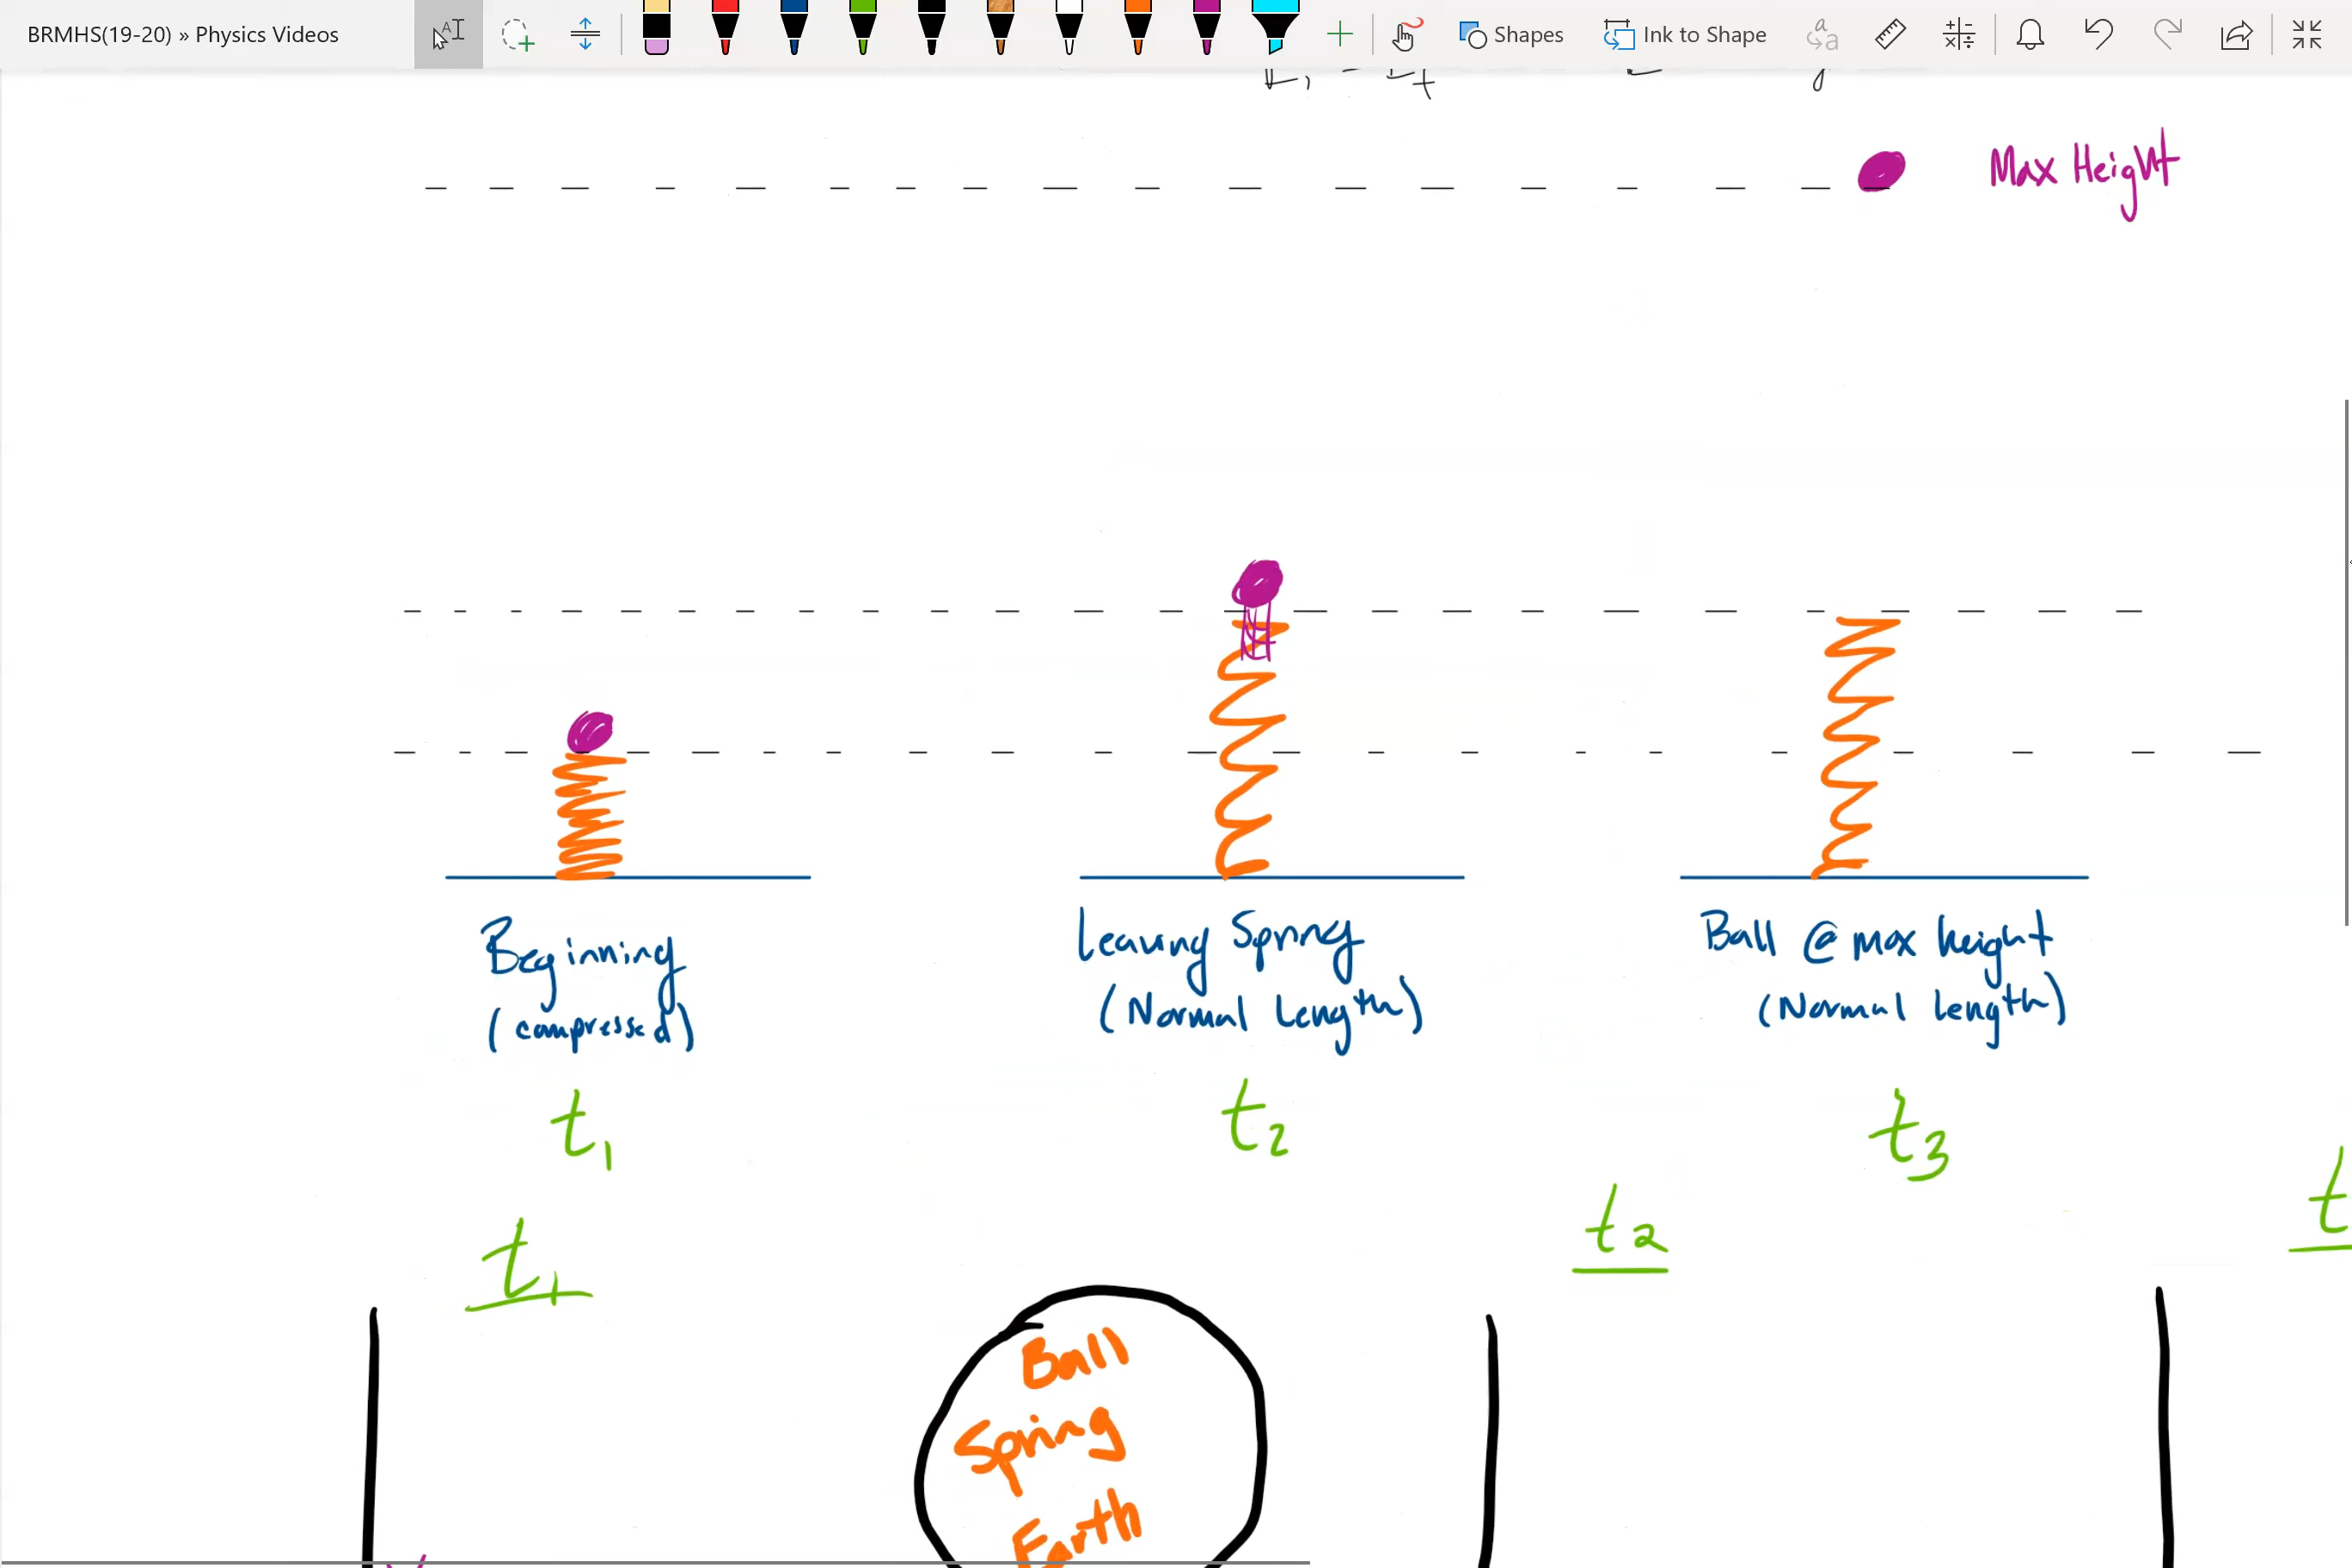 BRMHS(19-20) » Physics Videos
Shapes
Ink to Shape
Max Height
Beginning
(compressed)
Leaving Spring
(Normal Length)
Ball @ max height
(Normal Length)
t1
t2
t3
t1
t2
t
Ball
Spring
Earth